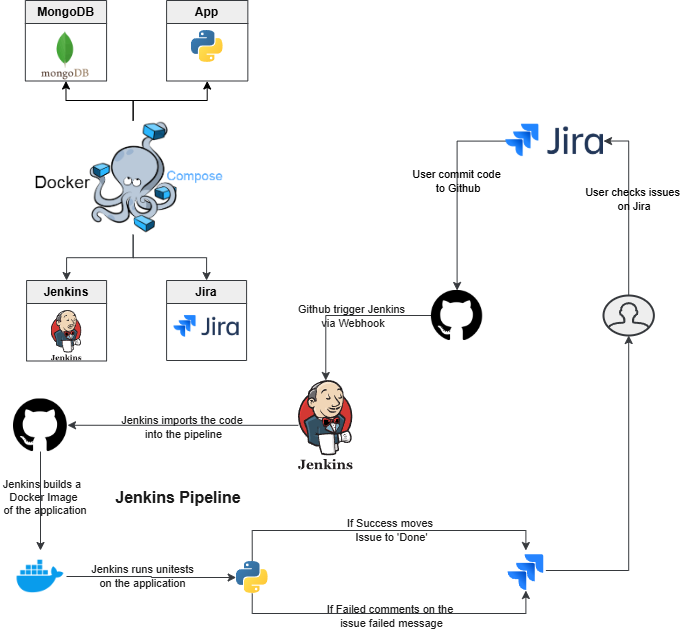 MongoDB
App
mongoDB
Docker
Compose
Jira
User commit code
to Github
User checks issues
on Jira
Jenkins
Jira
Jenkins
Jira
Github trigger Jenkins
via Webhook
Jenkins imports the code
into the pipeline
Jenkins
Jenkins builds a
Docker Image
of the application
Jenkins Pipeline
If Success moves
Issue to 'Done'
Jenkins runs unitests
on the application
If Failed comments on the
issue failed message